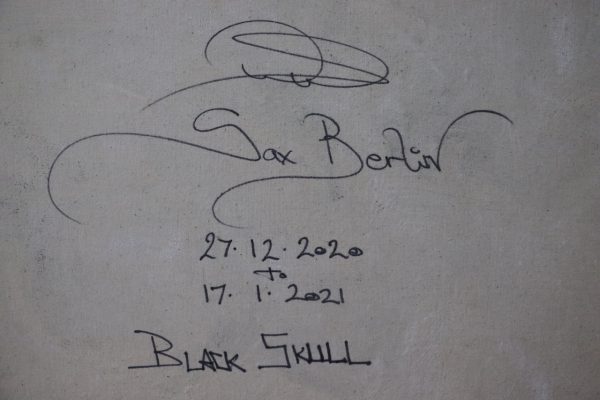 Sax Berlin
27.12.2020
To
17.1.2021
BLACK SKULL